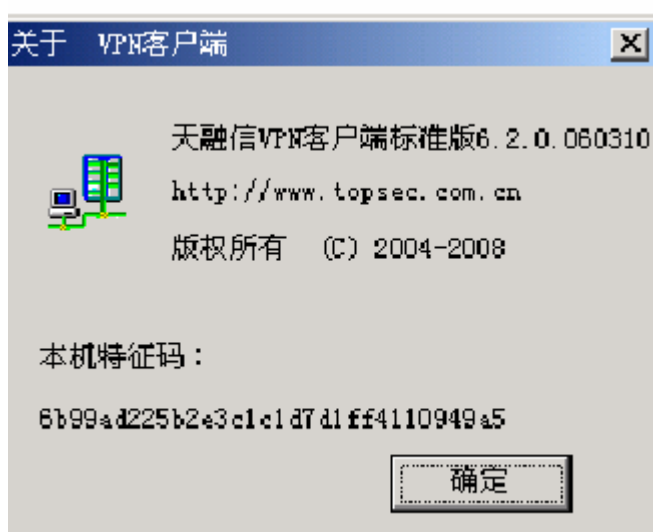 关于 VPN客户端
天融信VPN客户端标准版6.2.0.060310
http://www.topsec.com.cn
版权所有 (C) 2004-2008
本机特征码：
6b99ad225b2e3c1c1d7d1ff4110949a5
确定